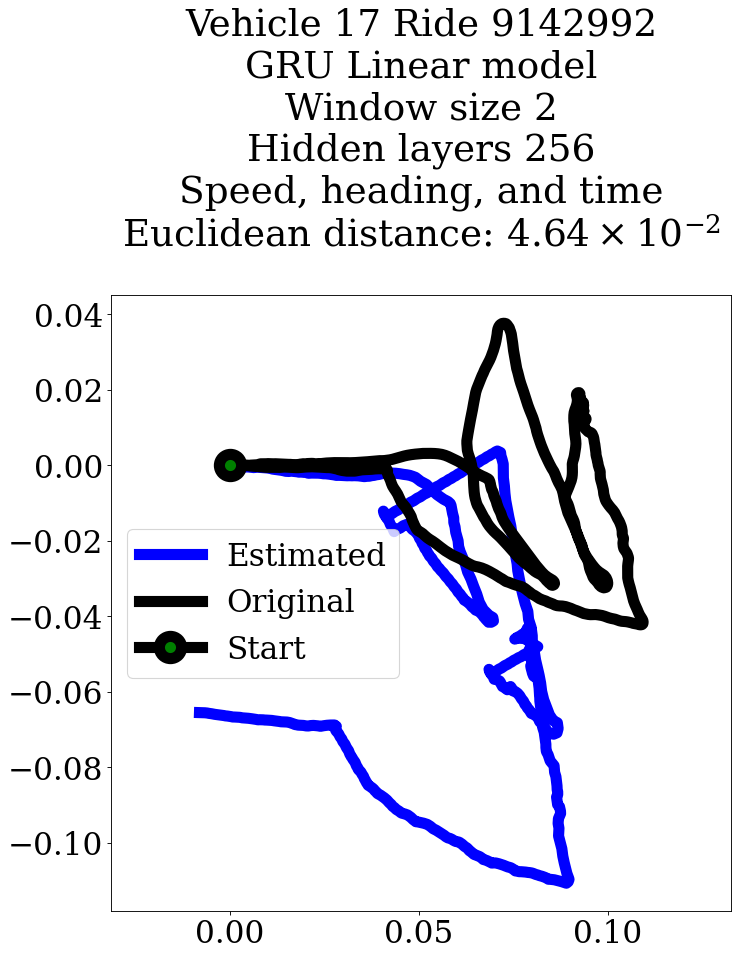 Vehicle 17 Ride 9142992
GRU Linear model
Window size 2
Hidden layers 256
Speed, heading, and time
Euclidean distance: 4.64 × 10⁻²
0.04
0.02
0.00
−0.02
−0.04
−0.06
−0.08
−0.10
Estimated
Original
Start
0.00 0.05 0.10